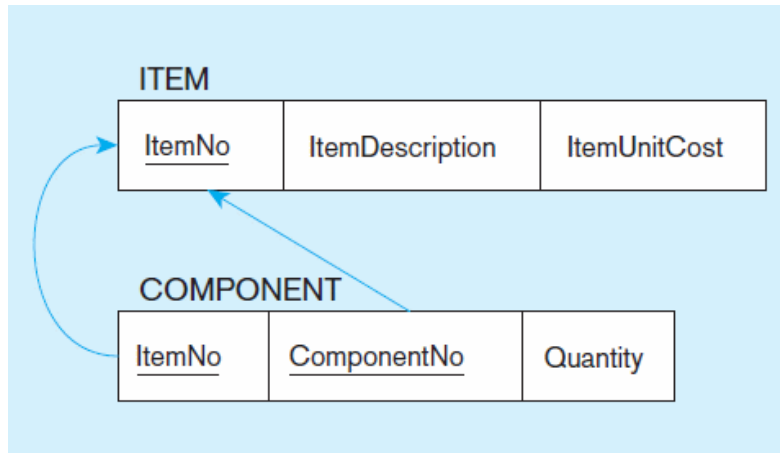 ITEM
ItemNo ItemDescription ItemUnitCost
COMPONENT
ItemNo ComponentNo Quantity